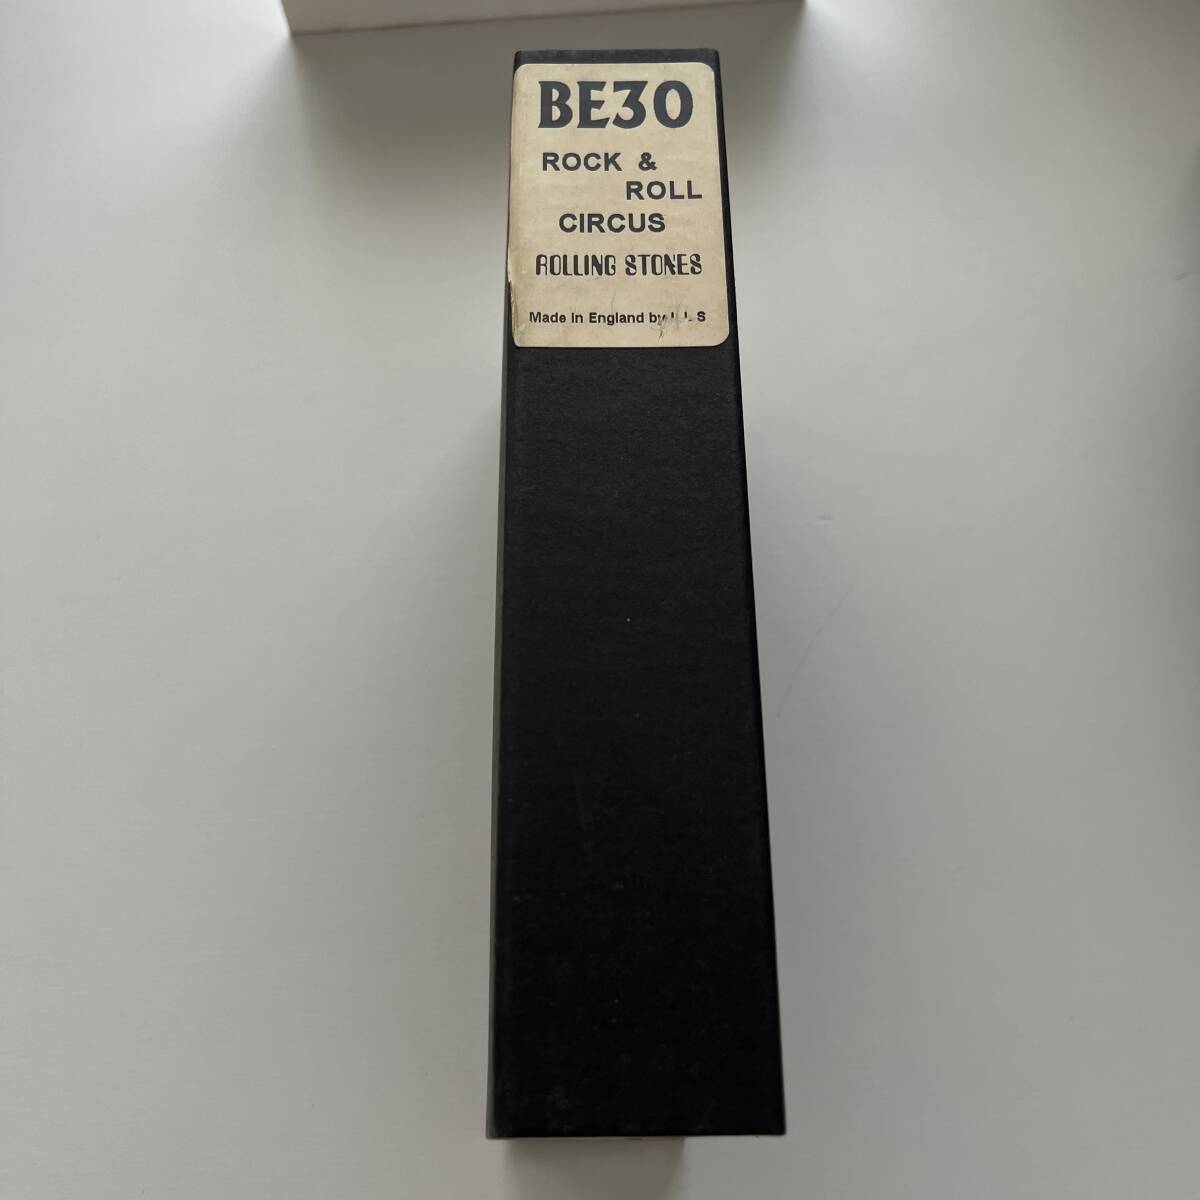 BE30
ROCK &
ROLL
CIRCUS
ROLLING STONES
Made in England by S